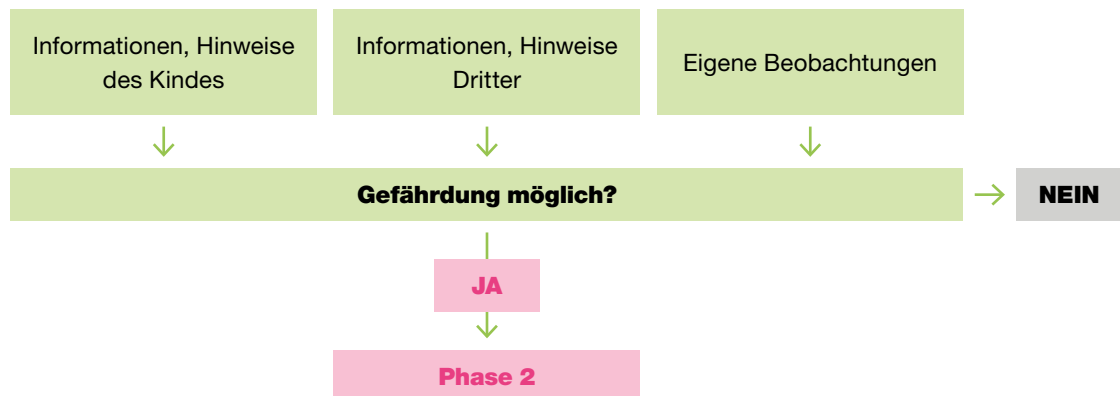 Informationen, Hinweise
des Kindes
Informationen, Hinweise
Dritter
Eigene Beobachtungen
Gefährdung möglich?
NEIN
JA
Phase 2